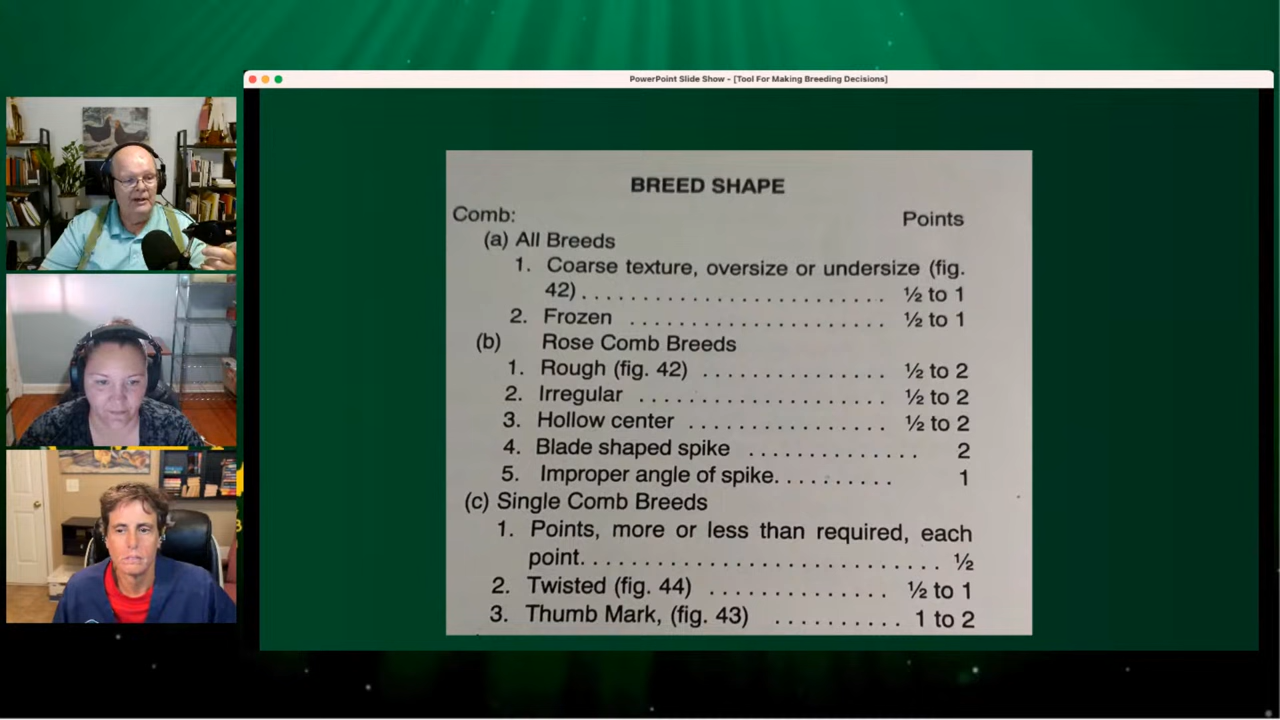 PowerPoint Slide Show - [Tool For Making Breeding Decisions]
BREED SHAPE
Comb: Points
(a) All Breeds
1. Coarse texture, oversize or undersize (fig.
42) . . . . . . . . . . . . . . . . . . . . . . . . ½ to 1
2. Frozen . . . . . . . . . . . . . . . . . . . . ½ to 1
(b) Rose Comb Breeds
1. Rough (fig. 42) . . . . . . . . . . . . . . ½ to 2
2. Irregular . . . . . . . . . . . . . . . . . . . ½ to 2
3. Hollow center . . . . . . . . . . . . . . . ½ to 2
4. Blade shaped spike . . . . . . . . . . . . . 2
5. Improper angle of spike. . . . . . . . . . 1
(c) Single Comb Breeds
1. Points, more or less than required, each
point. . . . . . . . . . . . . . . . . . . . . . . . . . . . ½
2. Twisted (fig. 44) . . . . . . . . . . . . . . ½ to 1
3. Thumb Mark, (fig. 43) . . . . . . . . . . 1 to 2